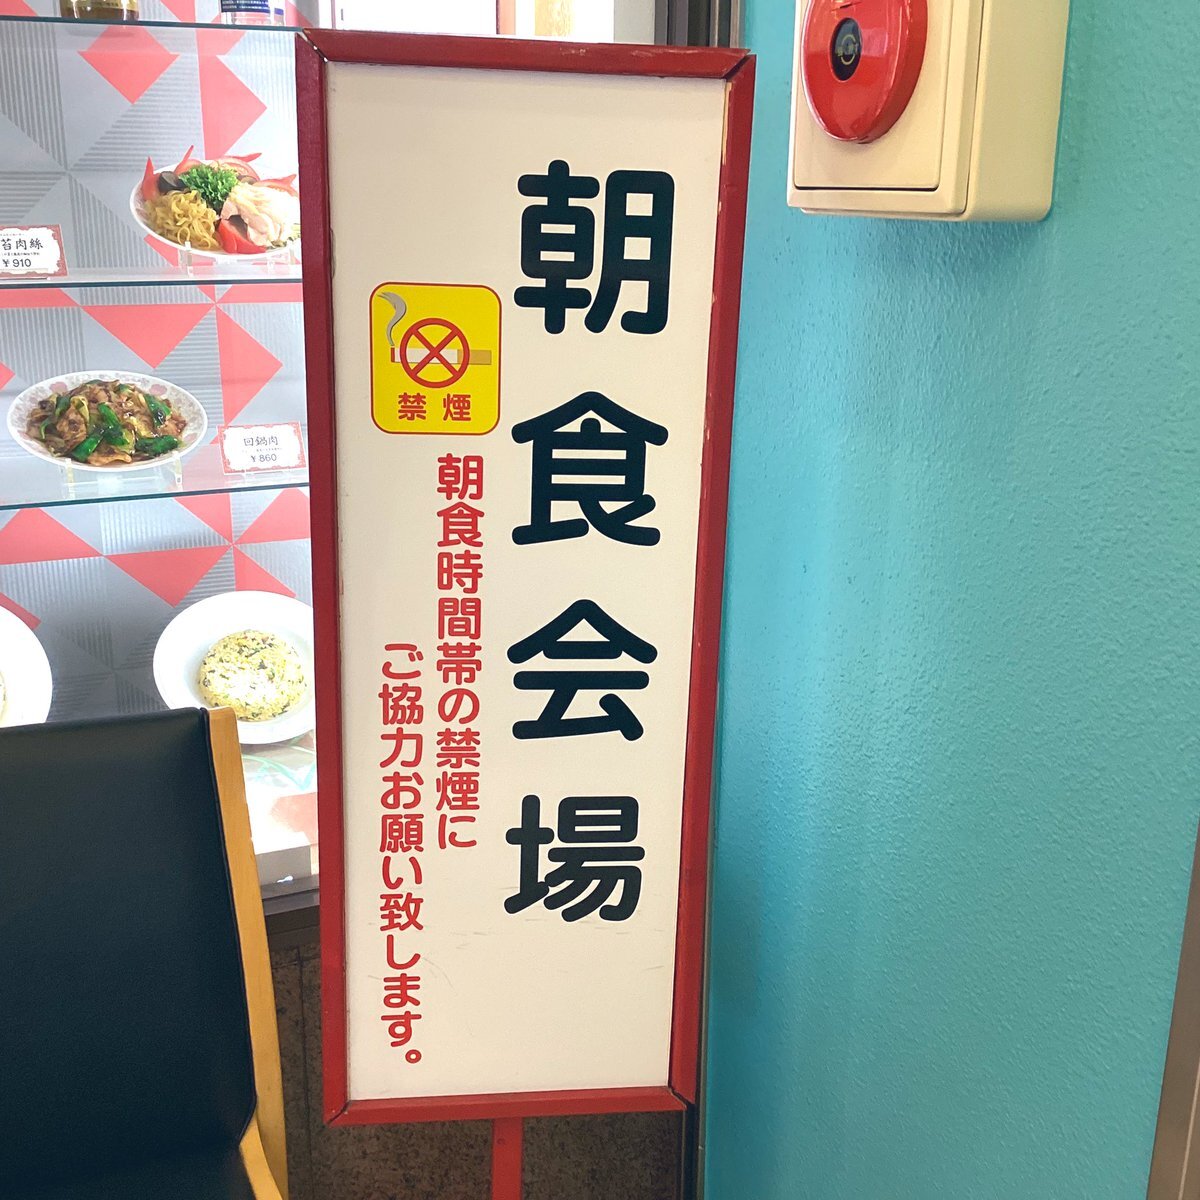 朝食会場
禁煙
朝食時間帯の禁煙に
ご協力お願い致します。
苔肉絲
¥910
回鍋肉
¥860